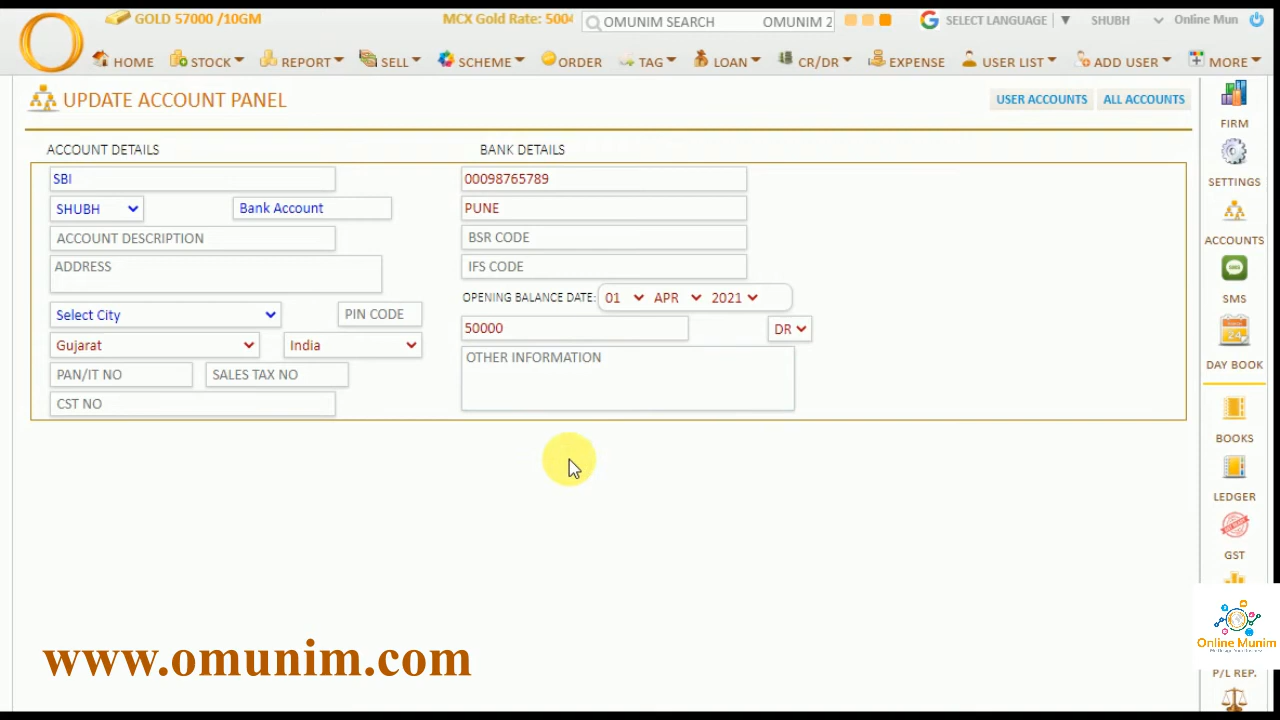 GOLD 57000 /10GM
MCX Gold Rate: 5004
OMUNIM SEARCH
OMUNIM 2
SELECT LANGUAGE
SHUBH
Online Mun
HOME
STOCK
REPORT
SELL
SCHEME
ORDER
TAG
LOAN
CR/DR
EXPENSE
USER LIST
ADD USER
MORE
UPDATE ACCOUNT PANEL
USER ACCOUNTS
ALL ACCOUNTS
ACCOUNT DETAILS
SBI
SHUBH
Bank Account
ACCOUNT DESCRIPTION
ADDRESS
Select City
PIN CODE
Gujarat
India
PAN/IT NO
SALES TAX NO
CST NO
BANK DETAILS
00098765789
PUNE
BSR CODE
IFS CODE
OPENING BALANCE DATE:
01
APR
2021
50000
DR
OTHER INFORMATION
FIRM
SETTINGS
ACCOUNTS
SMS
24
DAY BOOK
BOOKS
LEDGER
GST
Online Munim
P/L REP.
www.omunim.com